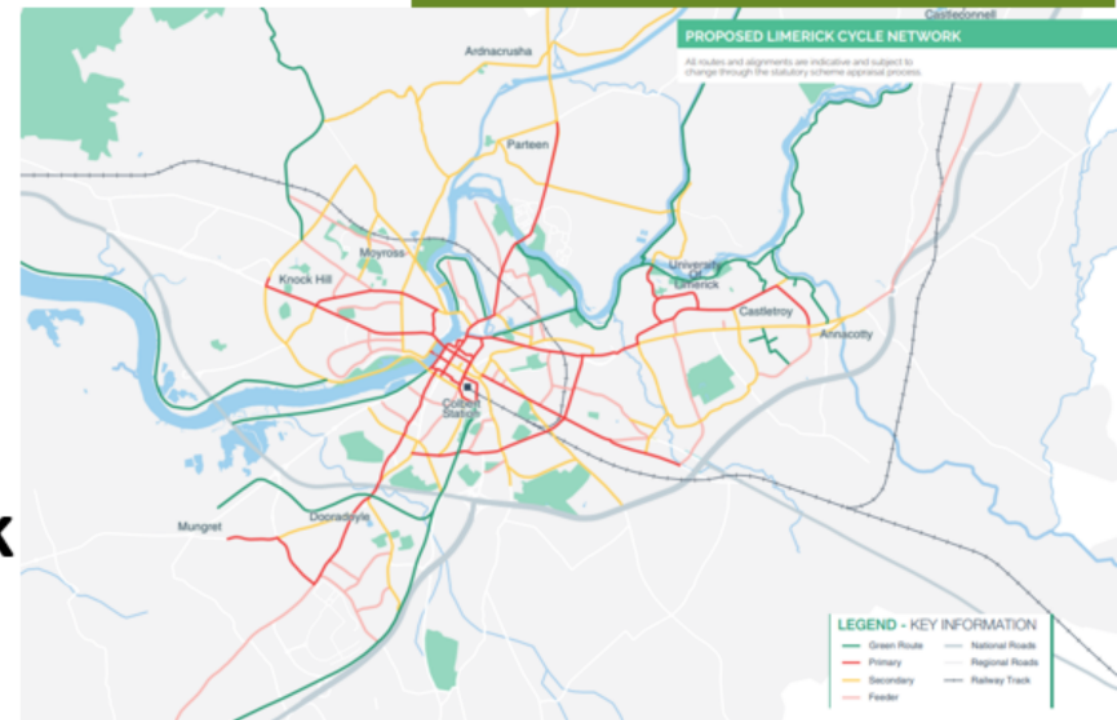 Castleconnell
PROPOSED LIMERICK CYCLE NETWORK
All routes and alignments are indicative and subject to
change through the statutory scheme appraisal process.
Ardnacrusha
Parteen
Moyross
Knock Hill
University
Of
Limerick
Castletroy
Annacotty
Colbert
Station
Mungret
Dooradoyle
k
LEGEND - KEY INFORMATION
Green Route
National Roads
Primary
Regional Roads
Secondary
Railway Track
Feeder